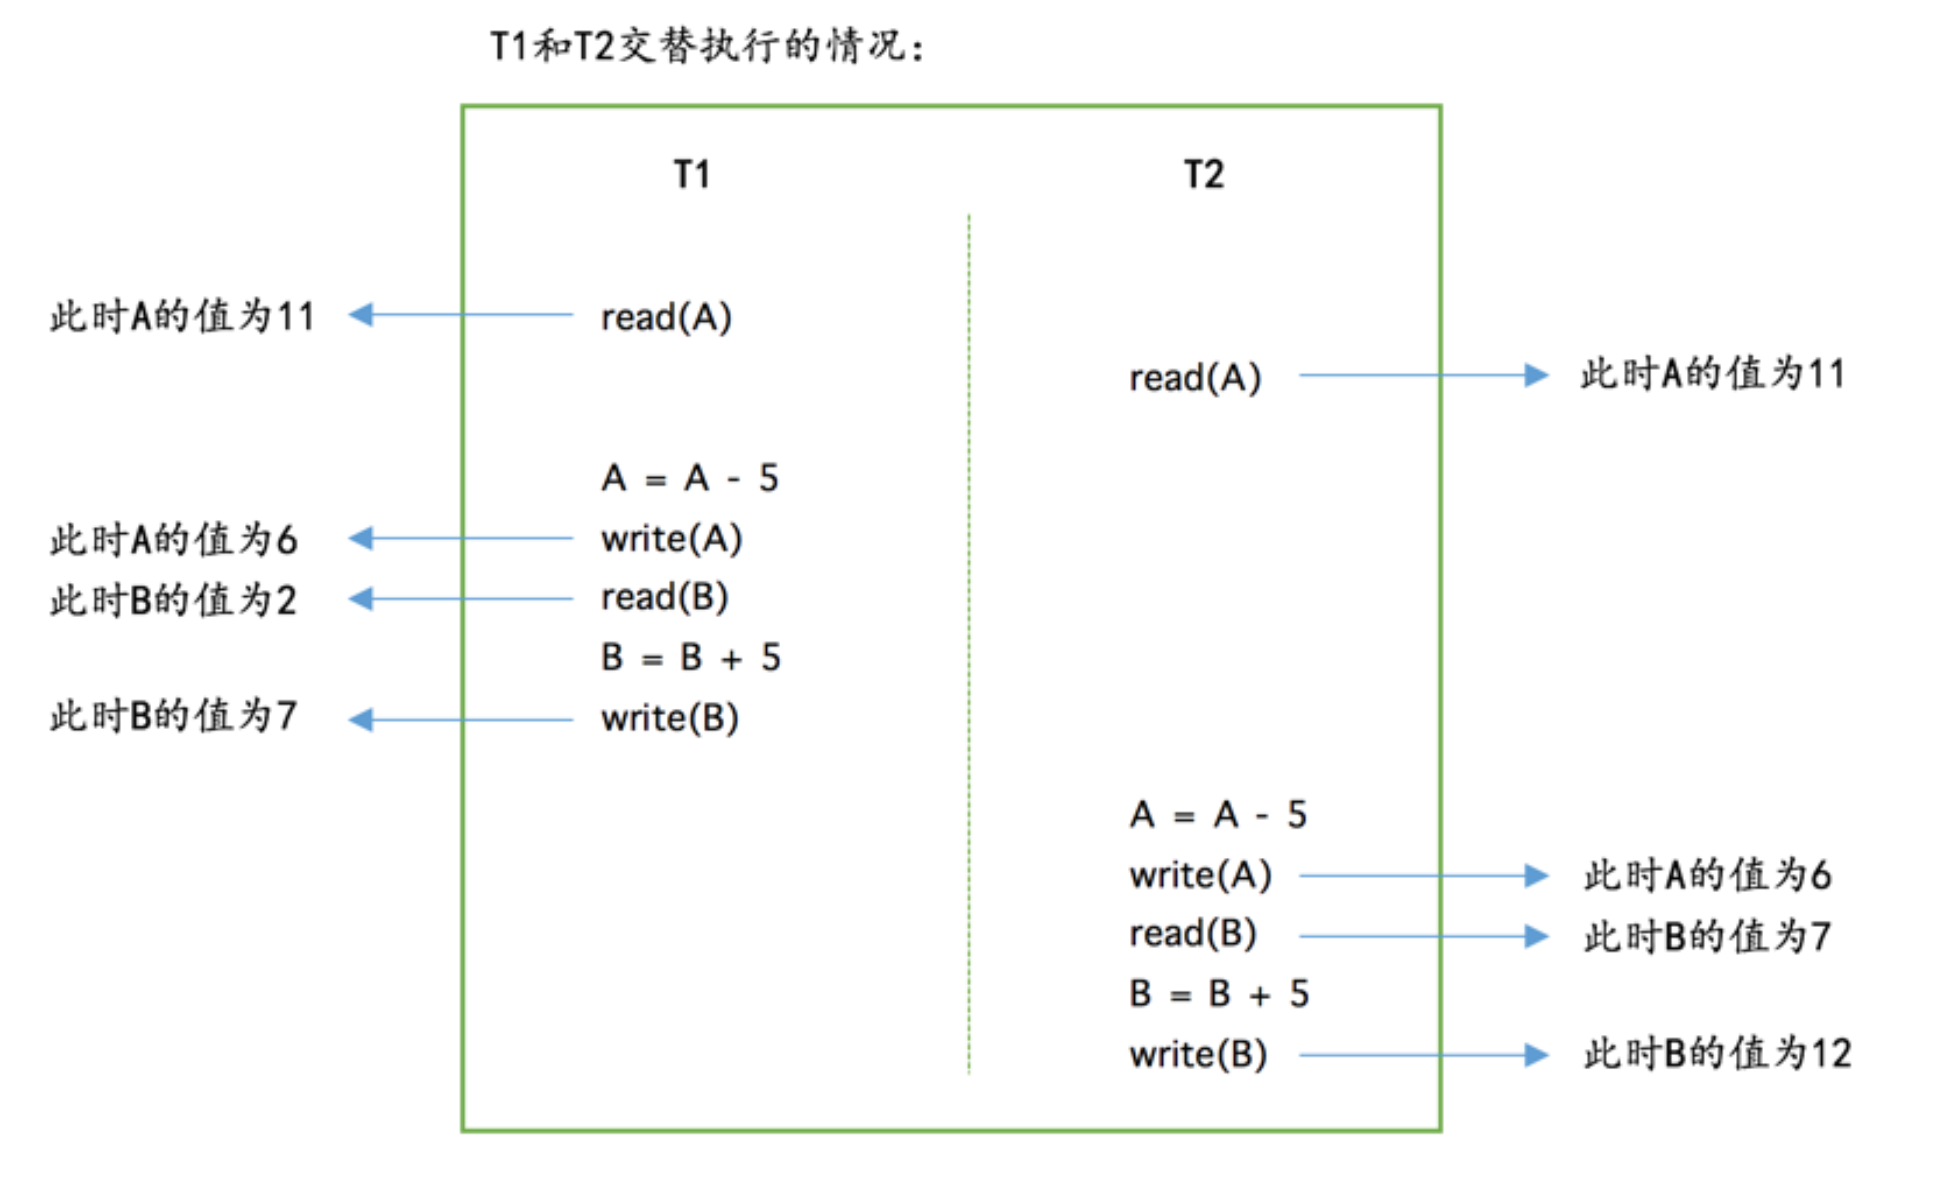 T1和T2交替执行的情况：
T1
T2
此时A的值为11
read(A)
read(A)
此时A的值为11
A = A - 5
此时A的值为6
write(A)
此时B的值为2
read(B)
B = B + 5
此时B的值为7
write(B)
A = A - 5
write(A)
此时A的值为6
read(B)
此时B的值为7
B = B + 5
write(B)
此时B的值为12